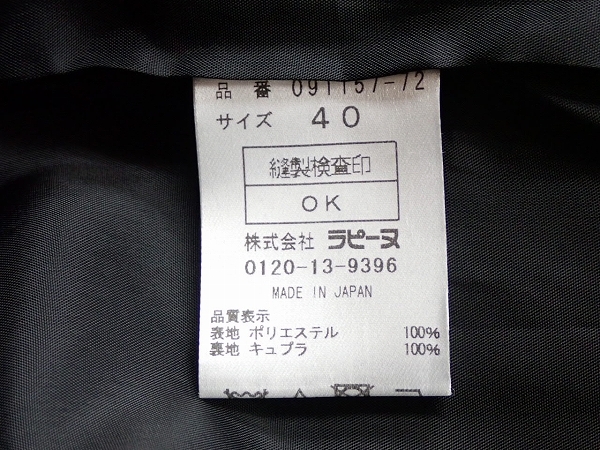 品番 091157-72
サイズ 40
縫製検査印
OK
株式会社 ラピーヌ
0120-13-9396
MADE IN JAPAN
品質表示
表地 ポリエステル 100%
裏地 キュプラ 100%